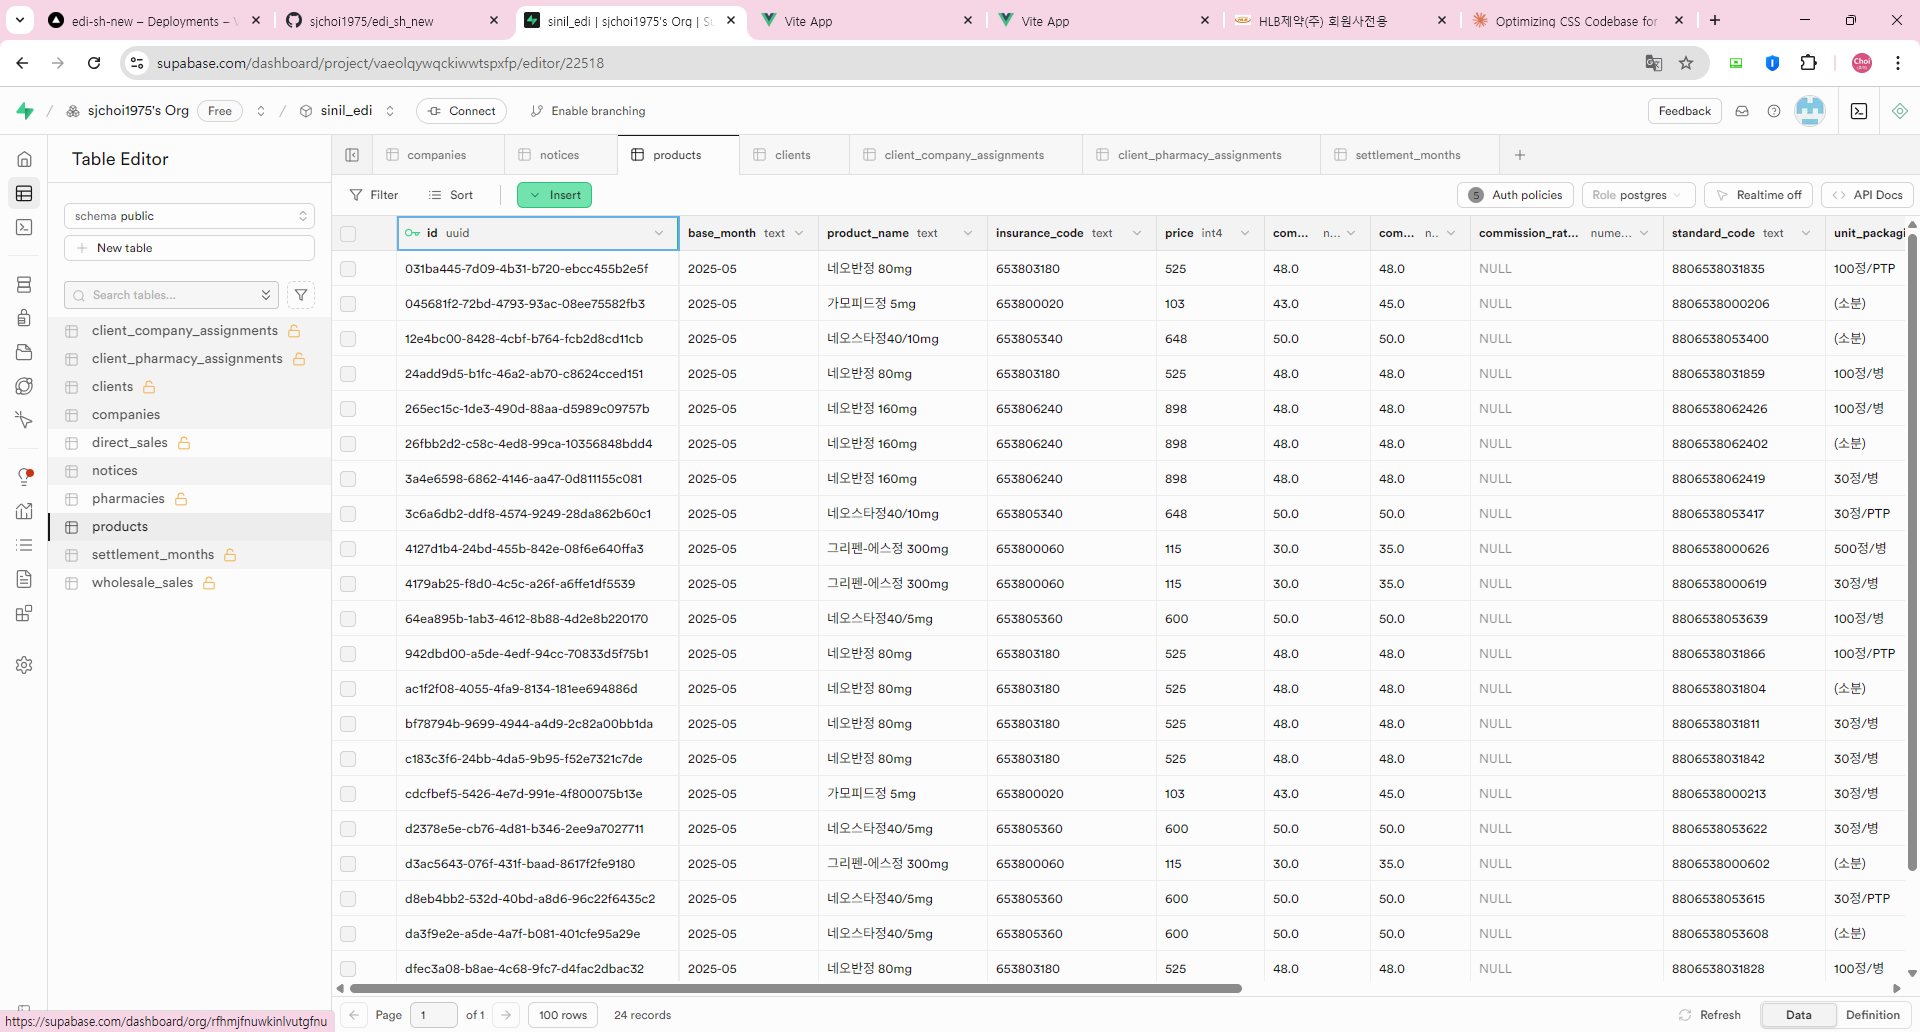 edi-sh-new – Deployments – V
sjchoi1975/edi_sh_new
sinil_edi | sjchoi1975's Org | Su
Vite App
Vite App
HLB제약(주) 회원사전용
Optimizing CSS Codebase for
supabase.com/dashboard/project/vaeolqywqckiwwtspxfp/editor/22518
Choi
sjchoi1975's Org Free / sinil_edi Connect Enable branching Feedback
Table Editor
companies notices products clients client_company_assignments client_pharmacy_assignments settlement_months
Filter Sort Insert 5 Auth policies Role postgres Realtime off API Docs
schema public
New table
Search tables...
client_company_assignments
client_pharmacy_assignments
clients
companies
direct_sales
notices
pharmacies
products
settlement_months
wholesale_sales
id uuid base_month text product_name text insurance_code text price int4 com... n... com... n.. commission_rat... nume... standard_code text unit_packagi
031ba445-7d09-4b31-b720-ebcc455b2e5f 2025-05 네오반정 80mg 653803180 525 48.0 48.0 NULL 8806538031835 100정/PTP
045681f2-72bd-4793-93ac-08ee75582fb3 2025-05 가모피드정 5mg 653800020 103 43.0 45.0 NULL 8806538000206 (소분)
12e4bc00-8428-4cbf-b764-fcb2d8cd11cb 2025-05 네오스타정40/10mg 653805340 648 50.0 50.0 NULL 8806538053400 (소분)
24add9d5-b1fc-46a2-ab70-c8624cced151 2025-05 네오반정 80mg 653803180 525 48.0 48.0 NULL 8806538031859 100정/병
265ec15c-1de3-490d-88aa-d5989c09757b 2025-05 네오반정 160mg 653806240 898 48.0 48.0 NULL 8806538062426 100정/병
26fbb2d2-c58c-4ed8-99ca-10356848bdd4 2025-05 네오반정 160mg 653806240 898 48.0 48.0 NULL 8806538062402 (소분)
3a4e6598-6862-4146-aa47-0d811155c081 2025-05 네오반정 160mg 653806240 898 48.0 48.0 NULL 8806538062419 30정/병
3c6a6db2-ddf8-4574-9249-28da862b60c1 2025-05 네오스타정40/10mg 653805340 648 50.0 50.0 NULL 8806538053417 30정/PTP
4127d1b4-24bd-455b-842e-08f6e640ffa3 2025-05 그리펜-에스정 300mg 653800060 115 30.0 35.0 NULL 8806538000626 500정/병
4179ab25-f8d0-4c5c-a26f-a6ffe1df5539 2025-05 그리펜-에스정 300mg 653800060 115 30.0 35.0 NULL 8806538000619 30정/병
64ea895b-1ab3-4612-8b88-4d2e8b220170 2025-05 네오스타정40/5mg 653805360 600 50.0 50.0 NULL 8806538053639 100정/병
942dbd00-a5de-4edf-94cc-70833d5f75b1 2025-05 네오반정 80mg 653803180 525 48.0 48.0 NULL 8806538031866 100정/PTP
ac1f2f08-4055-4fa9-8134-181ee694886d 2025-05 네오반정 80mg 653803180 525 48.0 48.0 NULL 8806538031804 (소분)
bf78794b-9699-4944-a4d9-2c82a00bb1da 2025-05 네오반정 80mg 653803180 525 48.0 48.0 NULL 8806538031811 30정/병
c183c3f6-24bb-4da5-9b95-f52e7321c7de 2025-05 네오반정 80mg 653803180 525 48.0 48.0 NULL 8806538031842 30정/병
cdcfbef5-5426-4e7d-991e-4f800075b13e 2025-05 가모피드정 5mg 653800020 103 43.0 45.0 NULL 8806538000213 30정/병
d2378e5e-cb76-4d81-b346-2ee9a7027711 2025-05 네오스타정40/5mg 653805360 600 50.0 50.0 NULL 8806538053622 30정/병
d3ac5643-076f-431f-baad-8617f2fe9180 2025-05 그리펜-에스정 300mg 653800060 115 30.0 35.0 NULL 8806538000602 (소분)
d8eb4bb2-532d-40bd-a8d6-96c22f6435c2 2025-05 네오스타정40/5mg 653805360 600 50.0 50.0 NULL 8806538053615 30정/PTP
da3f9e2e-a5de-4a7f-b081-401cfe95a29e 2025-05 네오스타정40/5mg 653805360 600 50.0 50.0 NULL 8806538053608 (소분)
dfec3a08-b8ae-4c68-9fc7-d4fac2dbac32 2025-05 네오반정 80mg 653803180 525 48.0 48.0 NULL 8806538031828 100정/병
Page 1 of 1 100 rows 24 records Refresh Data Definition
https://supabase.com/dashboard/org/rfhmjfnuwkinlvutgfnu